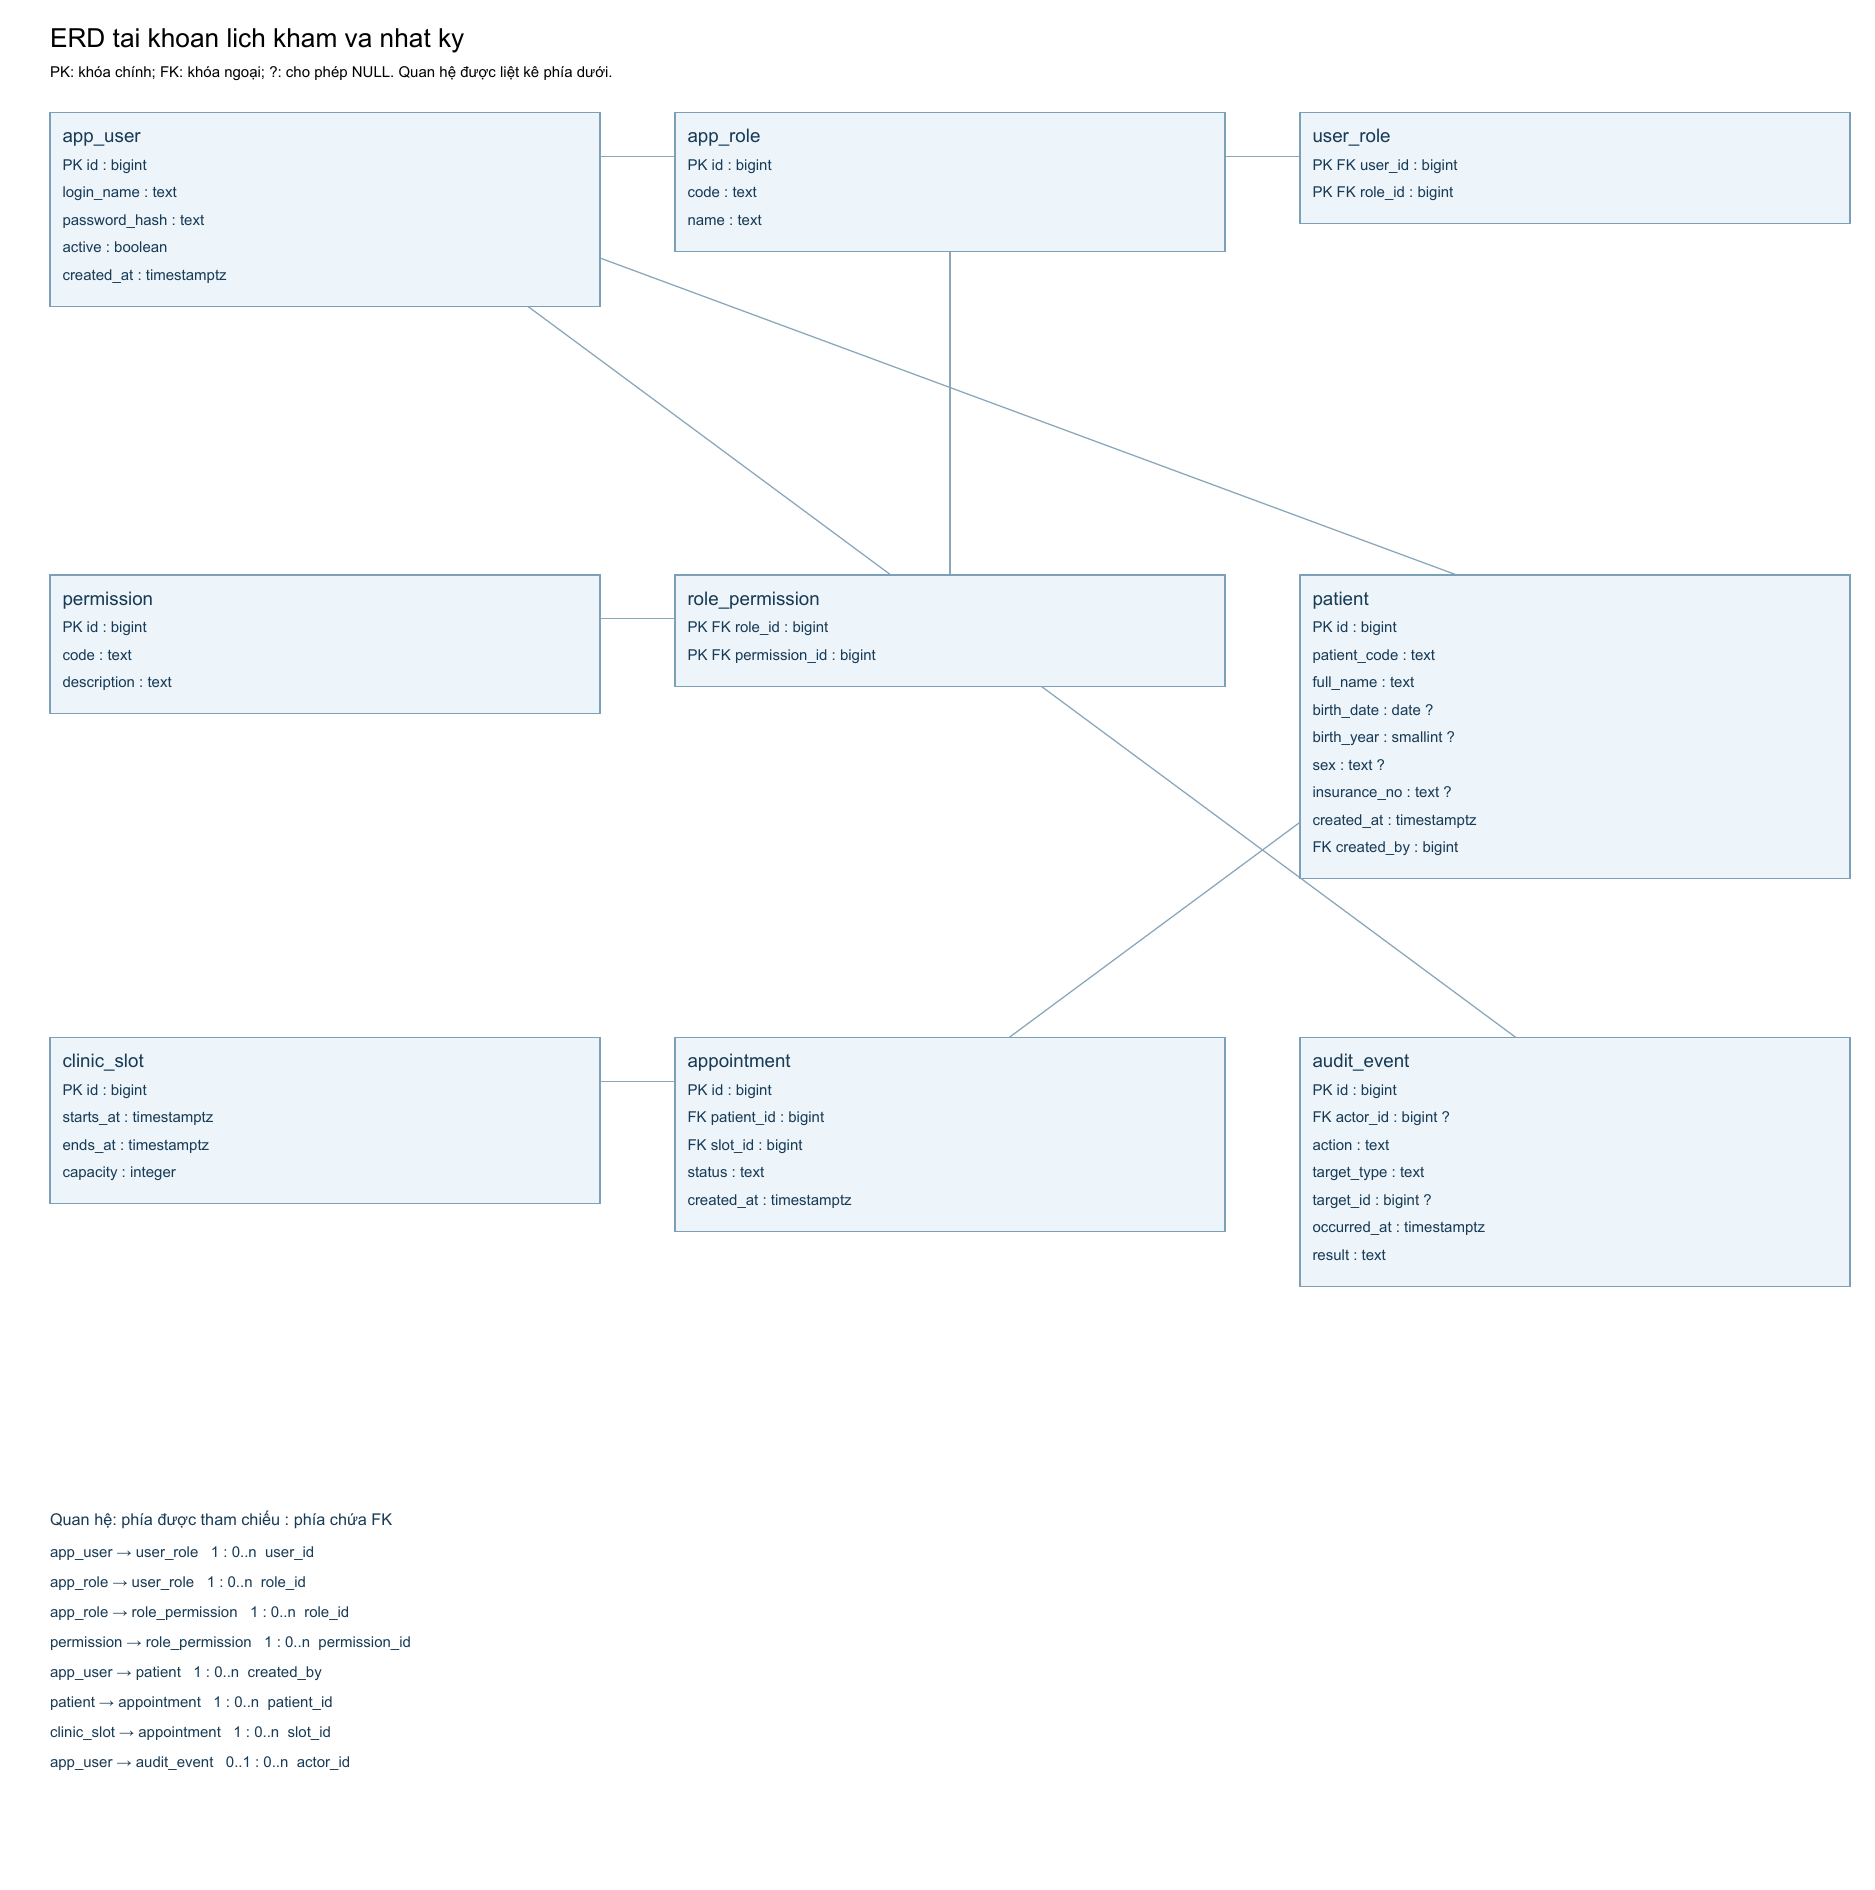 ERD tai khoan lich kham va nhat ky
PK: khóa chính; FK: khóa ngoại; ?: cho phép NULL. Quan hệ được liệt kê phía dưới.
app_user
PK id : bigint
login_name : text
password_hash : text
active : boolean
created_at : timestamptz
app_role
PK id : bigint
code : text
name : text
user_role
PK FK user_id : bigint
PK FK role_id : bigint
permission
PK id : bigint
code : text
description : text
role_permission
PK FK role_id : bigint
PK FK permission_id : bigint
patient
PK id : bigint
patient_code : text
full_name : text
birth_date : date ?
birth_year : smallint ?
sex : text ?
insurance_no : text ?
created_at : timestamptz
FK created_by : bigint
clinic_slot
PK id : bigint
starts_at : timestamptz
ends_at : timestamptz
capacity : integer
appointment
PK id : bigint
FK patient_id : bigint
FK slot_id : bigint
status : text
created_at : timestamptz
audit_event
PK id : bigint
FK actor_id : bigint ?
action : text
target_type : text
target_id : bigint ?
occurred_at : timestamptz
result : text
Quan hệ: phía được tham chiếu : phía chứa FK
app_user → user_role 1 : 0..n user_id
app_role → user_role 1 : 0..n role_id
app_role → role_permission 1 : 0..n role_id
permission → role_permission 1 : 0..n permission_id
app_user → patient 1 : 0..n created_by
patient → appointment 1 : 0..n patient_id
clinic_slot → appointment 1 : 0..n slot_id
app_user → audit_event 0..1 : 0..n actor_id